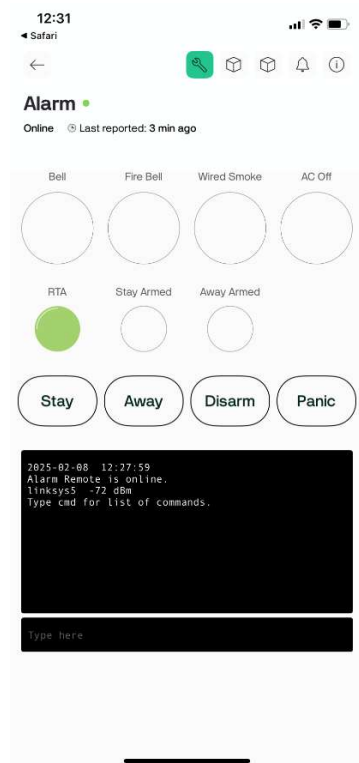 12:31
◀ Safari
Alarm
Online Last reported: 3 min ago
Bell Fire Bell Wired Smoke AC Off
RTA Stay Armed Away Armed
Stay Away Disarm Panic
2025-02-08 12:27:59
Alarm Remote is online.
linksys5 -72 dBm
Type cmd for list of commands.
Type here